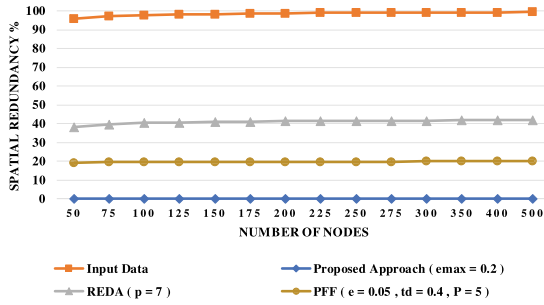 SPATIAL REDUNDANCY %
100
90
80
70
60
50
40
30
20
10
0
50 75 100 125 150 175 200 225 250 275 300 350 400 500
NUMBER OF NODES
Input Data
Proposed Approach ( emax = 0.2 )
REDA ( p = 7 )
PFF ( e = 0.05 , td = 0.4 , P = 5 )